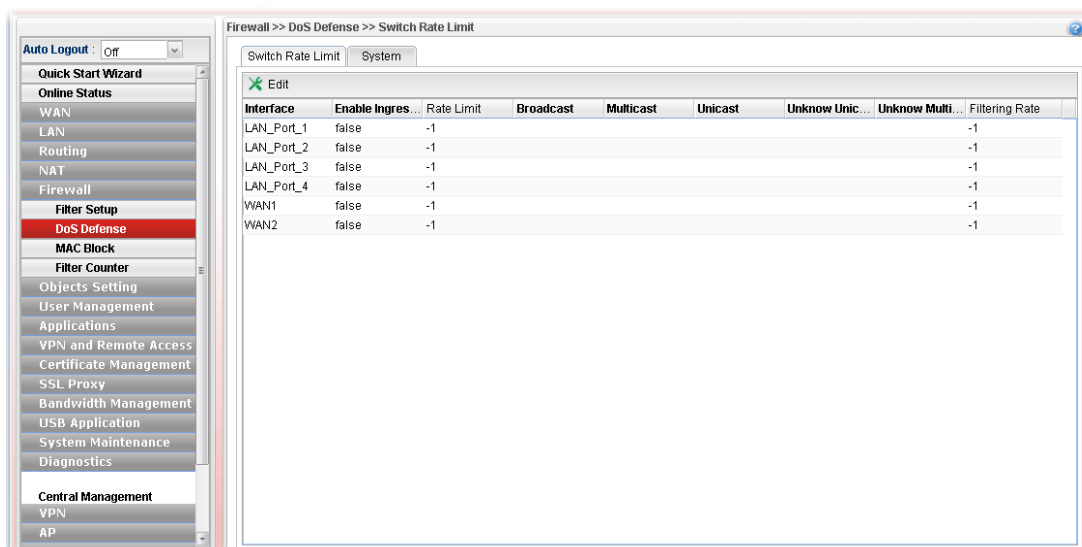 Firewall >> DoS Defense >> Switch Rate Limit
Auto Logout : Off
Quick Start Wizard
Online Status
WAN
LAN
Routing
NAT
Firewall
Filter Setup
DoS Defense
MAC Block
Filter Counter
Objects Setting
User Management
Applications
VPN and Remote Access
Certificate Management
SSL Proxy
Bandwidth Management
USB Application
System Maintenance
Diagnostics
Central Management
VPN
AP
Switch Rate Limit System
Edit
Interface Enable Ingres... Rate Limit Broadcast Multicast Unicast Unknow Unic... Unknow Multi... Filtering Rate
LAN_Port_1 false -1 -1
LAN_Port_2 false -1 -1
LAN_Port_3 false -1 -1
LAN_Port_4 false -1 -1
WAN1 false -1 -1
WAN2 false -1 -1